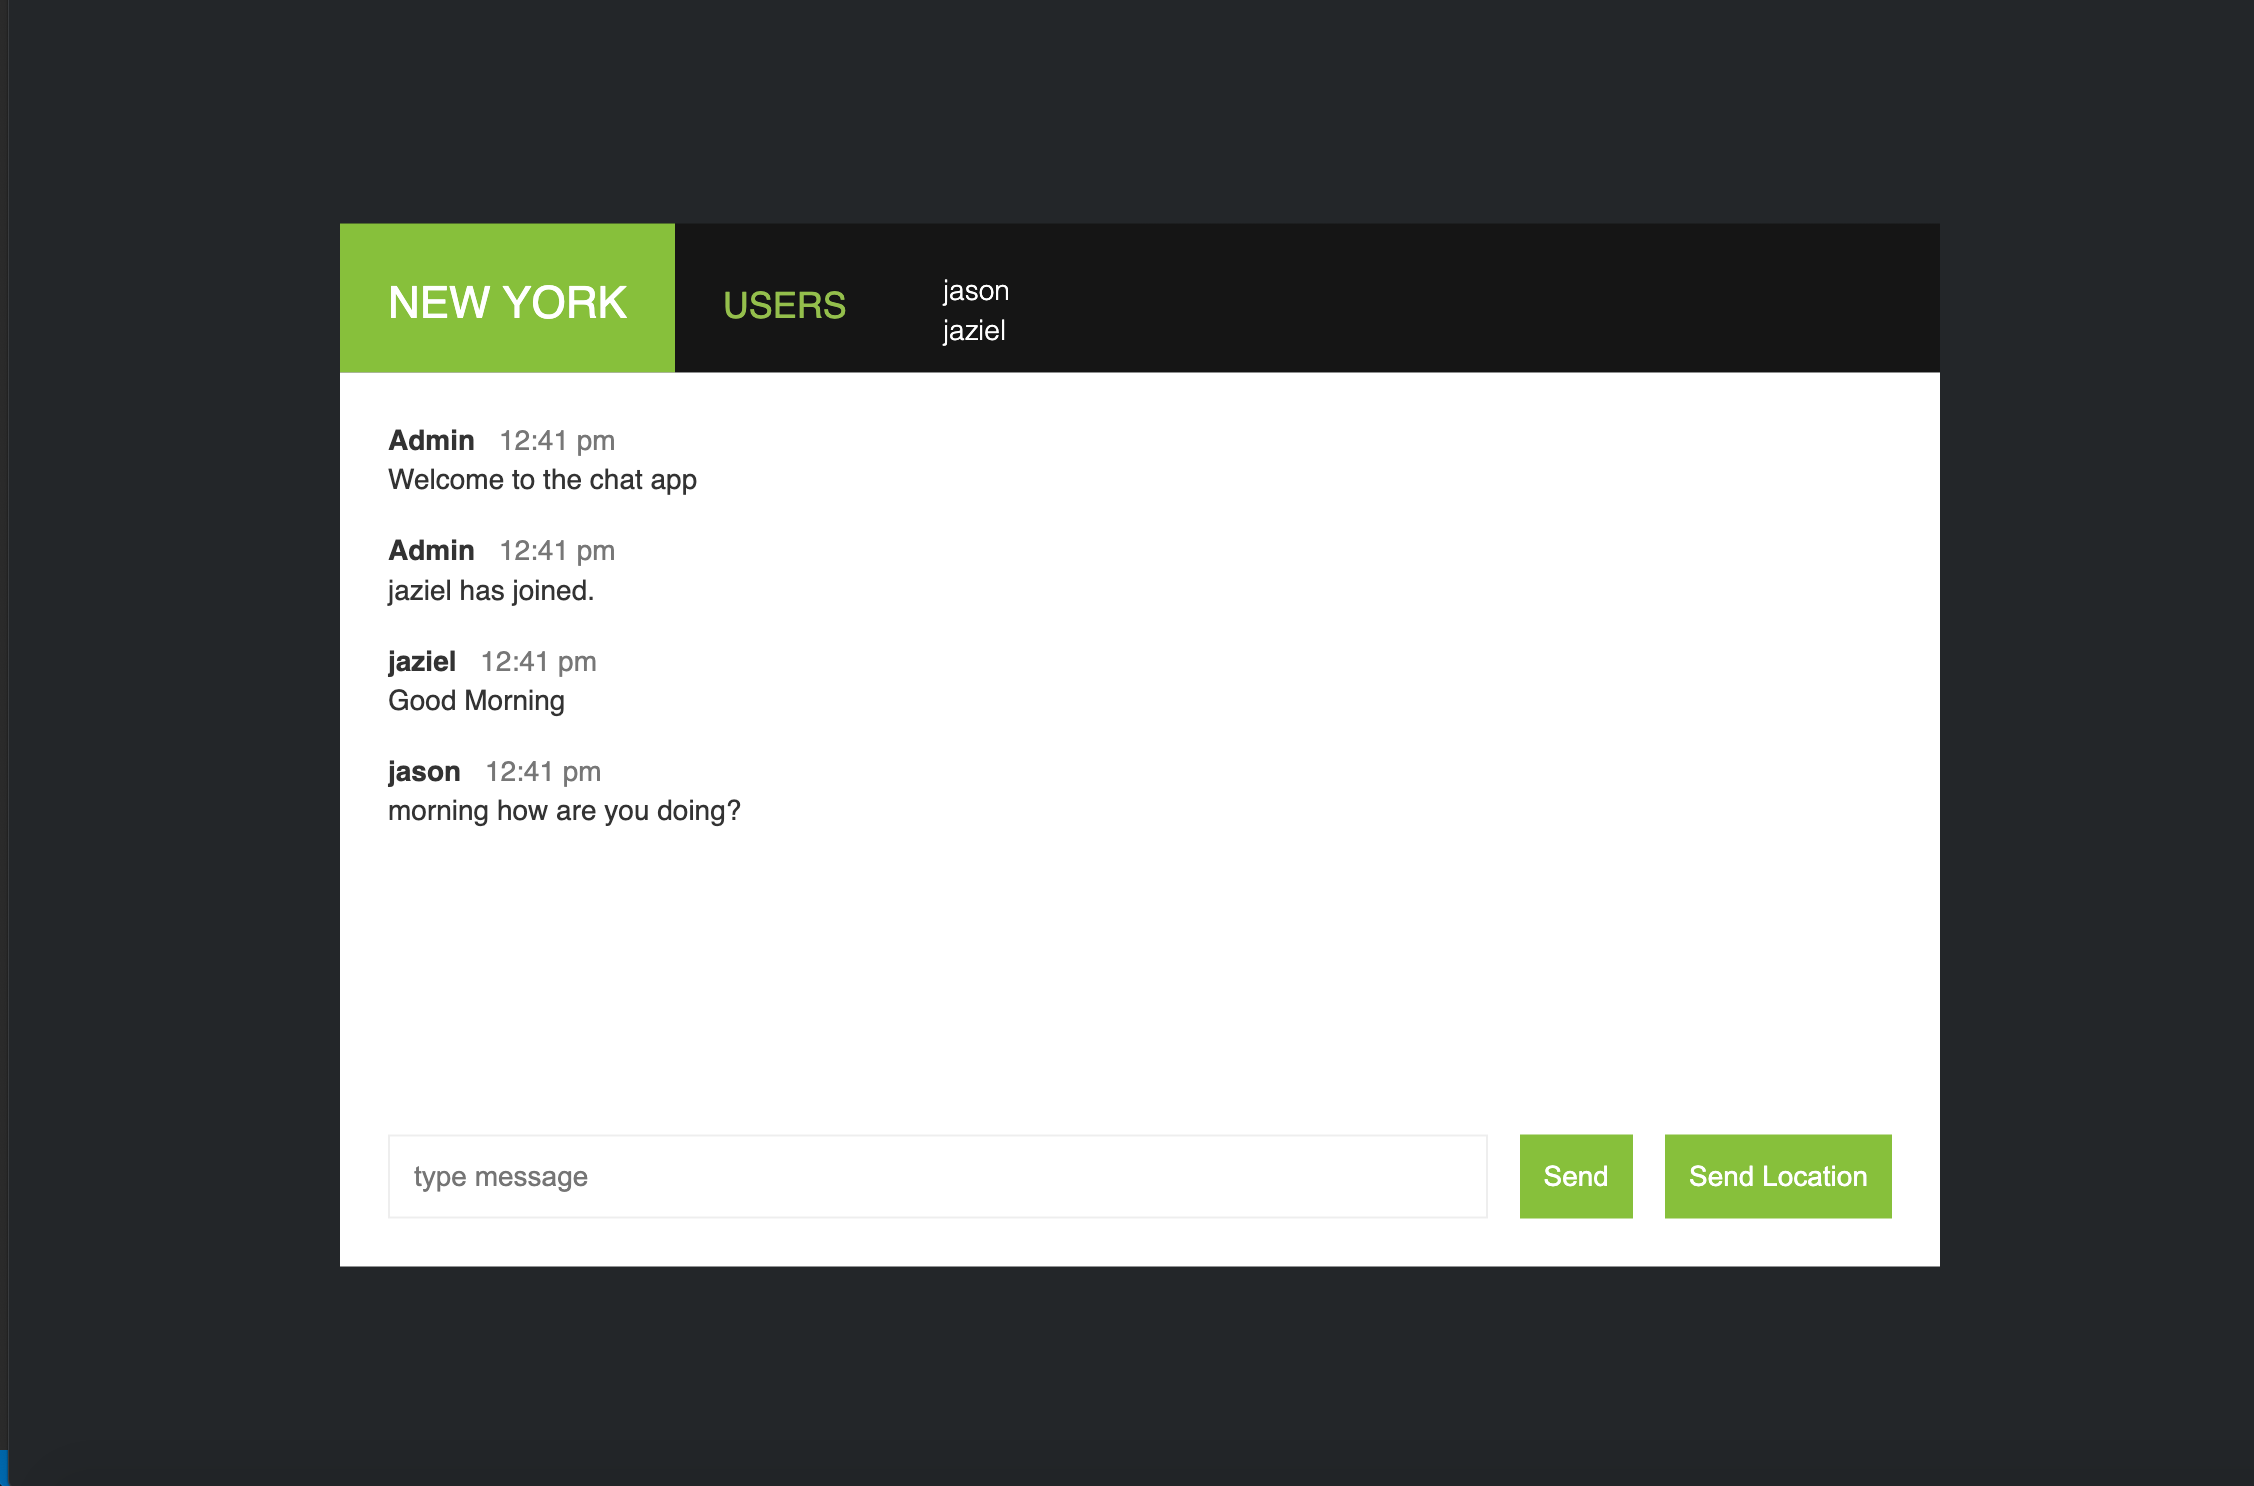 NEW YORK
USERS
jason
jaziel
Admin 12:41 pm
Welcome to the chat app
Admin 12:41 pm
jaziel has joined.
jaziel 12:41 pm
Good Morning
jason 12:41 pm
morning how are you doing?
type message
Send
Send Location